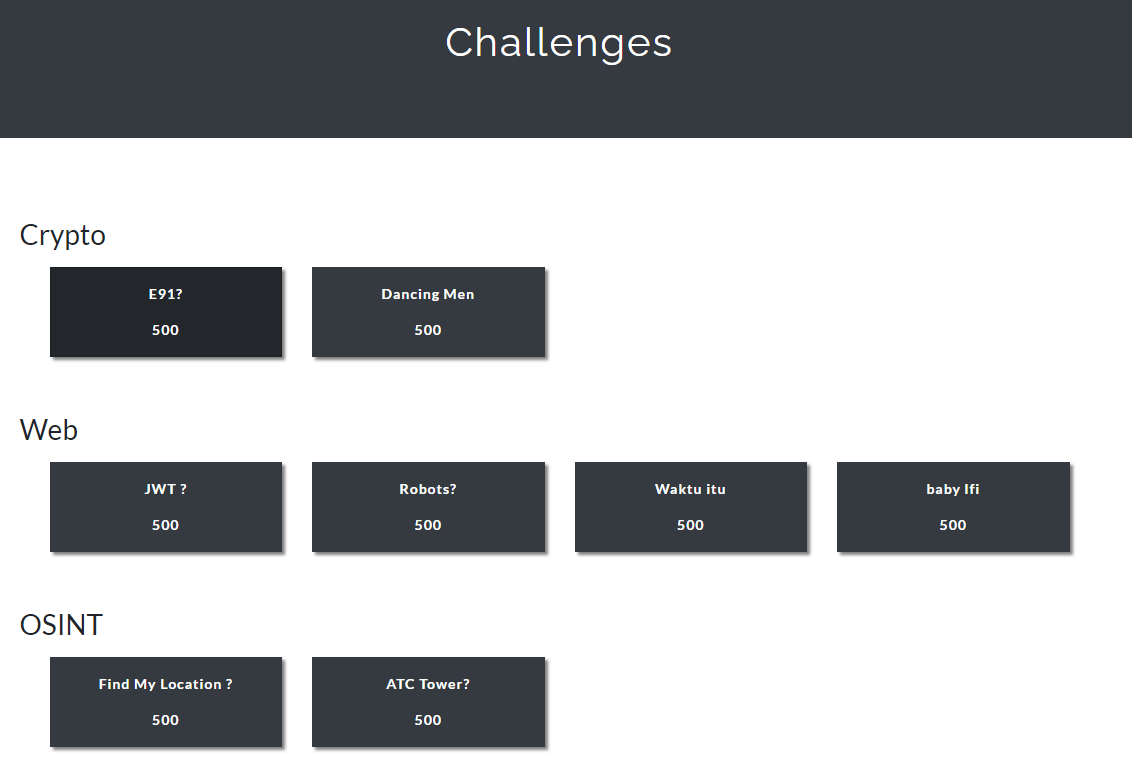 Challenges
Crypto
E91?
500
Dancing Men
500
Web
JWT ?
500
Robots?
500
Waktu itu
500
baby lfi
500
OSINT
Find My Location ?
500
ATC Tower?
500